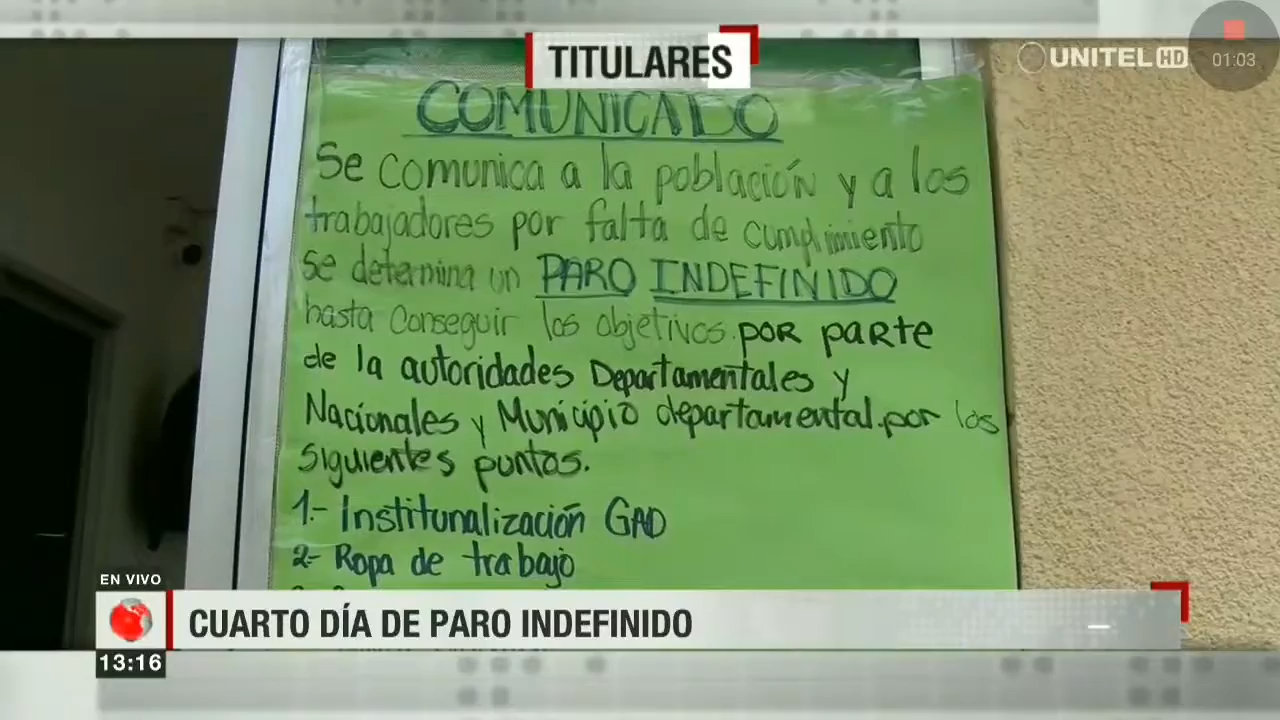 TITULARES
UNITEL HD
01:03
COMUNICADO
Se comunica a la población y a los
trabajadores por falta de cumplimiento
se determina un PARO INDEFINIDO
hasta conseguir los objetivos por parte
de la autoridades Departamentales y
Nacionales y Municipio departamental por los
siguientes puntos.
1.- Institunalización GAD
2.- Ropa de trabajo
EN VIVO
CUARTO DÍA DE PARO INDEFINIDO
13:16